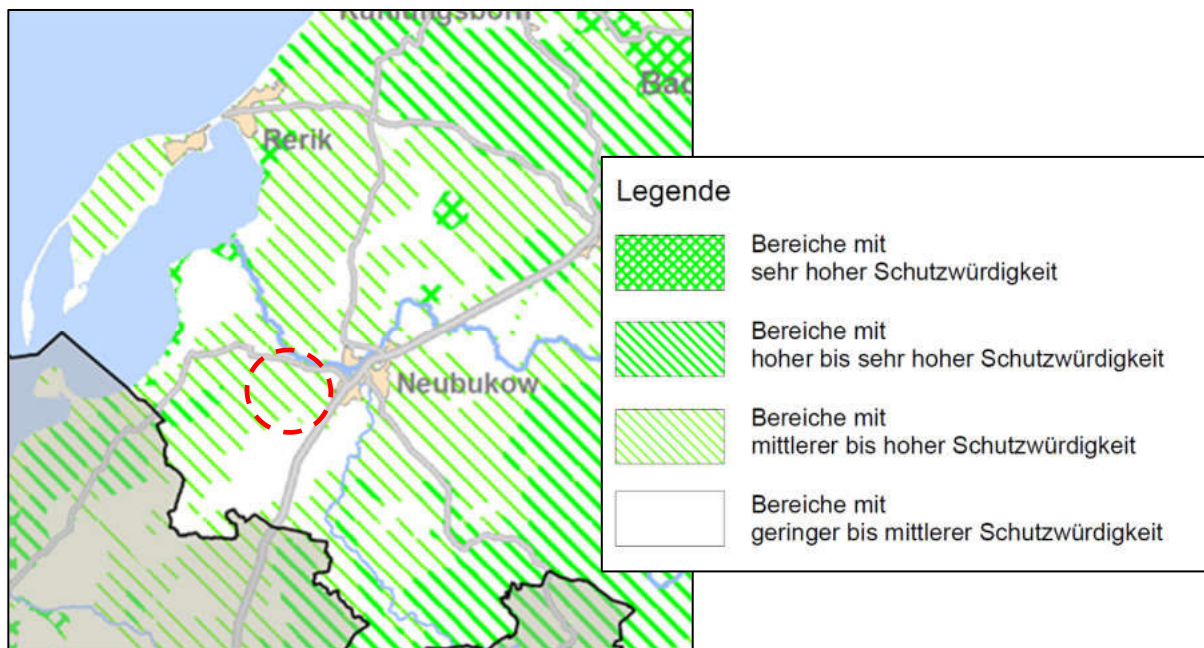 Rerik
Neubukow
Legende
Bereiche mit
sehr hoher Schutzwürdigkeit
Bereiche mit
hoher bis sehr hoher Schutzwürdigkeit
Bereiche mit
mittlerer bis hoher Schutzwürdigkeit
Bereiche mit
geringer bis mittlerer Schutzwürdigkeit